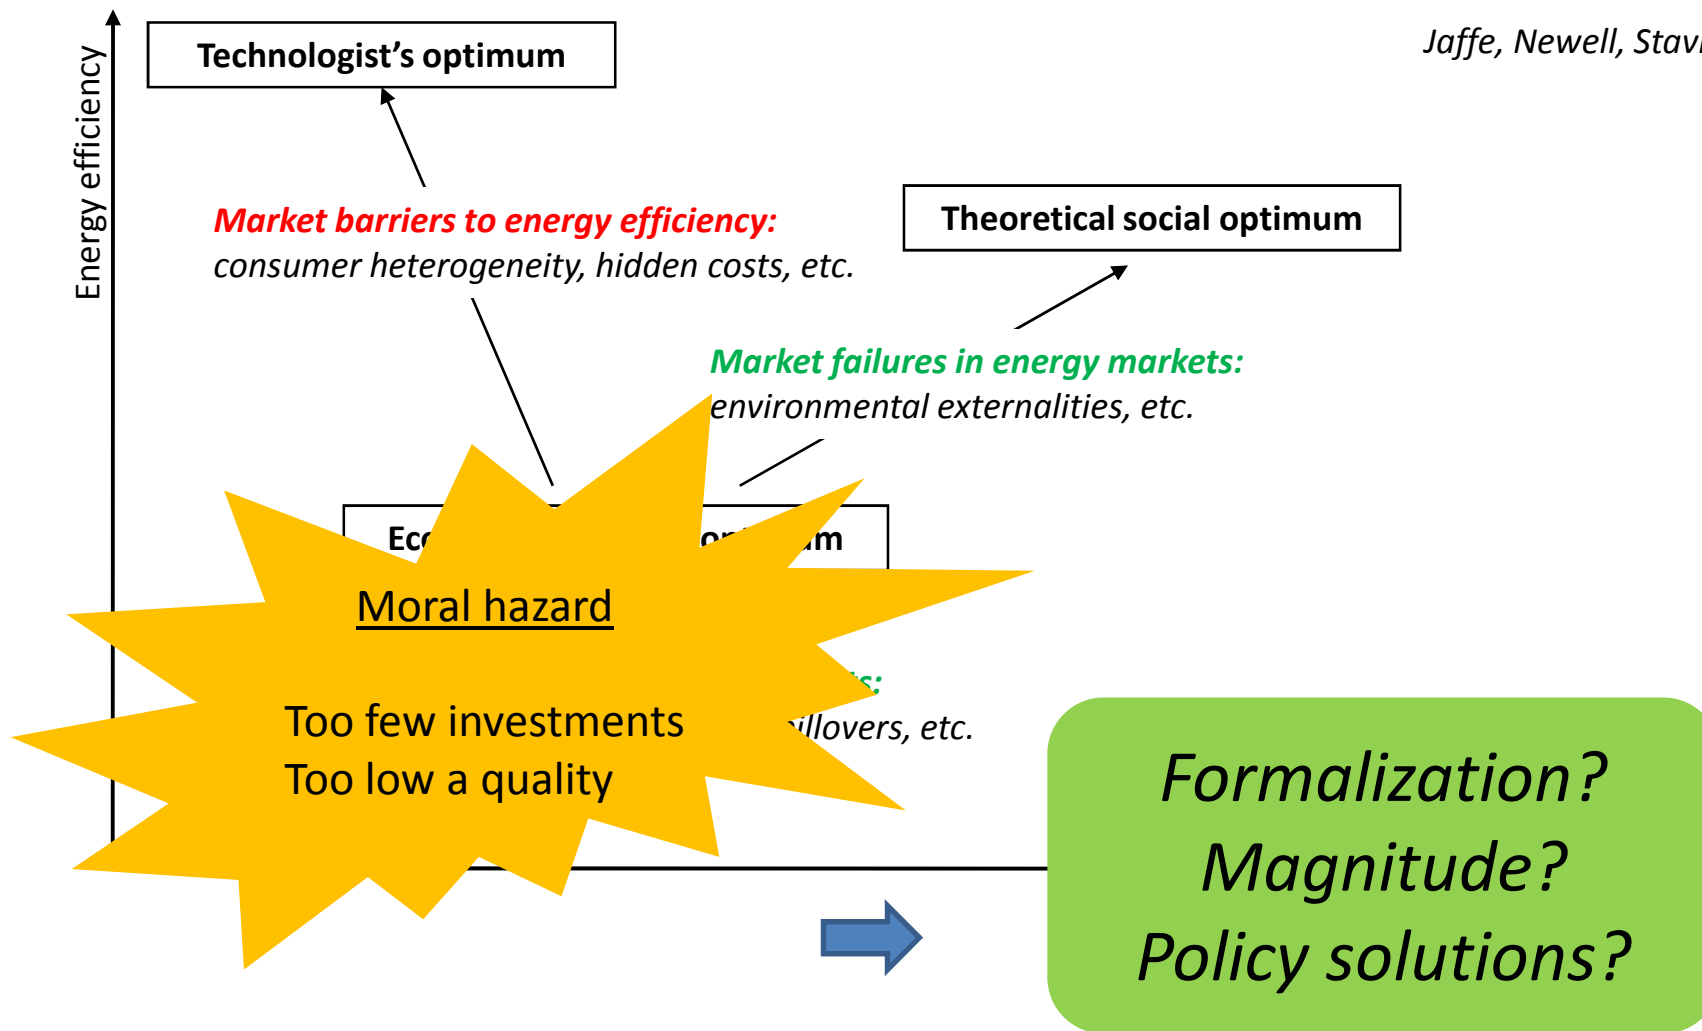 Technologist's optimum
Jaffe, Newell,
Energy efficiency
Market barriers to energy efficiency:
consumer heterogeneity, hidden costs, etc.
Theoretical social optimum
Market failures in energy markets:
environmental externalities, etc.
Moral hazard
Too few investments
Too low a quality
etc.
Formalization?
Magnitude?
Policy solutions?